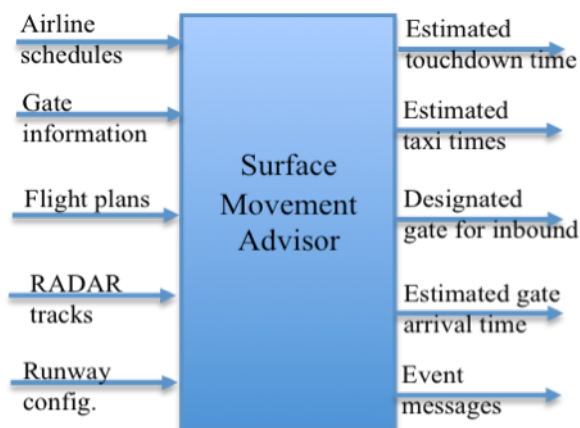 Airline
schedules
Gate
information
Flight plans
RADAR
tracks
Runway
config.
Surface
Movement
Advisor
Estimated
touchdown time
Estimated
taxi times
Designated
gate for inbound
Estimated gate
arrival time
Event
messages